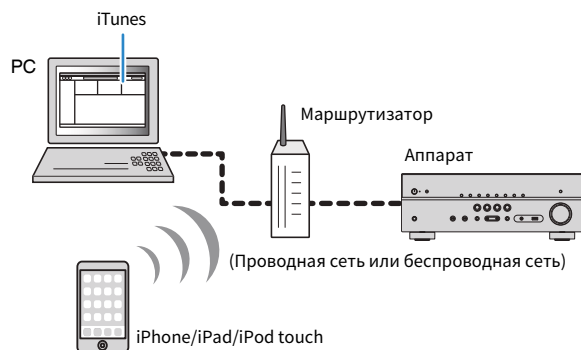 iTunes
PC
Маршрутизатор
Аппарат
(Проводная сеть или беспроводная сеть)
iPhone/iPad/iPod touch